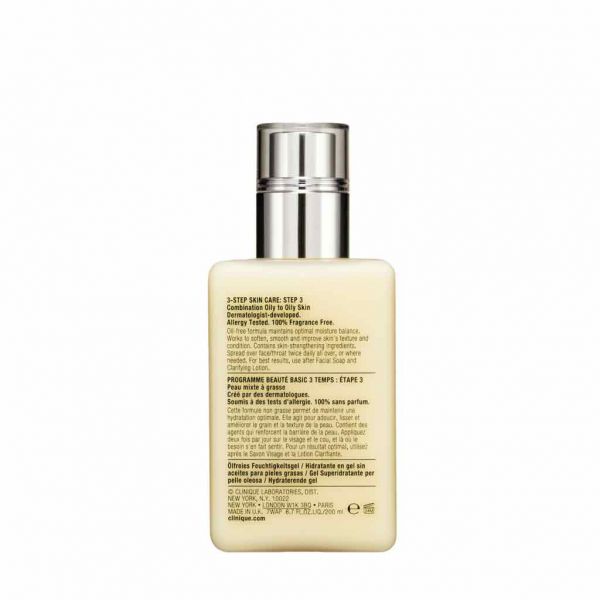 3-STEP SKIN CARE: STEP 3
Combination Oily to Oily Skin
Dermatologist-developed.
Allergy Tested. 100% Fragrance Free.
Oil-free formula maintains optimal moisture balance.
Works to soften, smooth and improve skin's texture and
condition. Contains skin-strengthening ingredients.
Spread over face/throat twice daily all over, or where
needed. For best results, use after Facial Soap and
Clarifying Lotion.
PROGRAMME BEAUTÉ BASIC 3 TEMPS : ÉTAPE 3
Peau mixte à grasse
Créé par des dermatologues.
Soumis à des tests d'allergie. 100% sans parfum.
Cette formule non grasse permet de maintenir une
hydratation optimale. Elle agit pour adoucir, lisser et
améliorer le grain et la texture de la peau. Contient des
agents qui renforcent la barrière de la peau. Appliquez
deux fois par jour sur le visage et le cou, et là où le
besoin s'en fait sentir. Pour un résultat optimal, utilisez
après le Savon Visage et la Lotion Clarifiante.
Ölfreies Feuchtigkeitsgel / Hidratante en gel sin
aceites para pieles grasas / Gel Superidratante per
pelle oleosa / Hydraterende gel
© CLINIQUE LABORATORIES, DIST.
NEW YORK, N.Y. 10022
NEW YORK • LONDON W1K 3BQ • PARIS
MADE IN U.K. 7WAP 6.7 FL.OZ.LIQ./200 ml
clinique.com